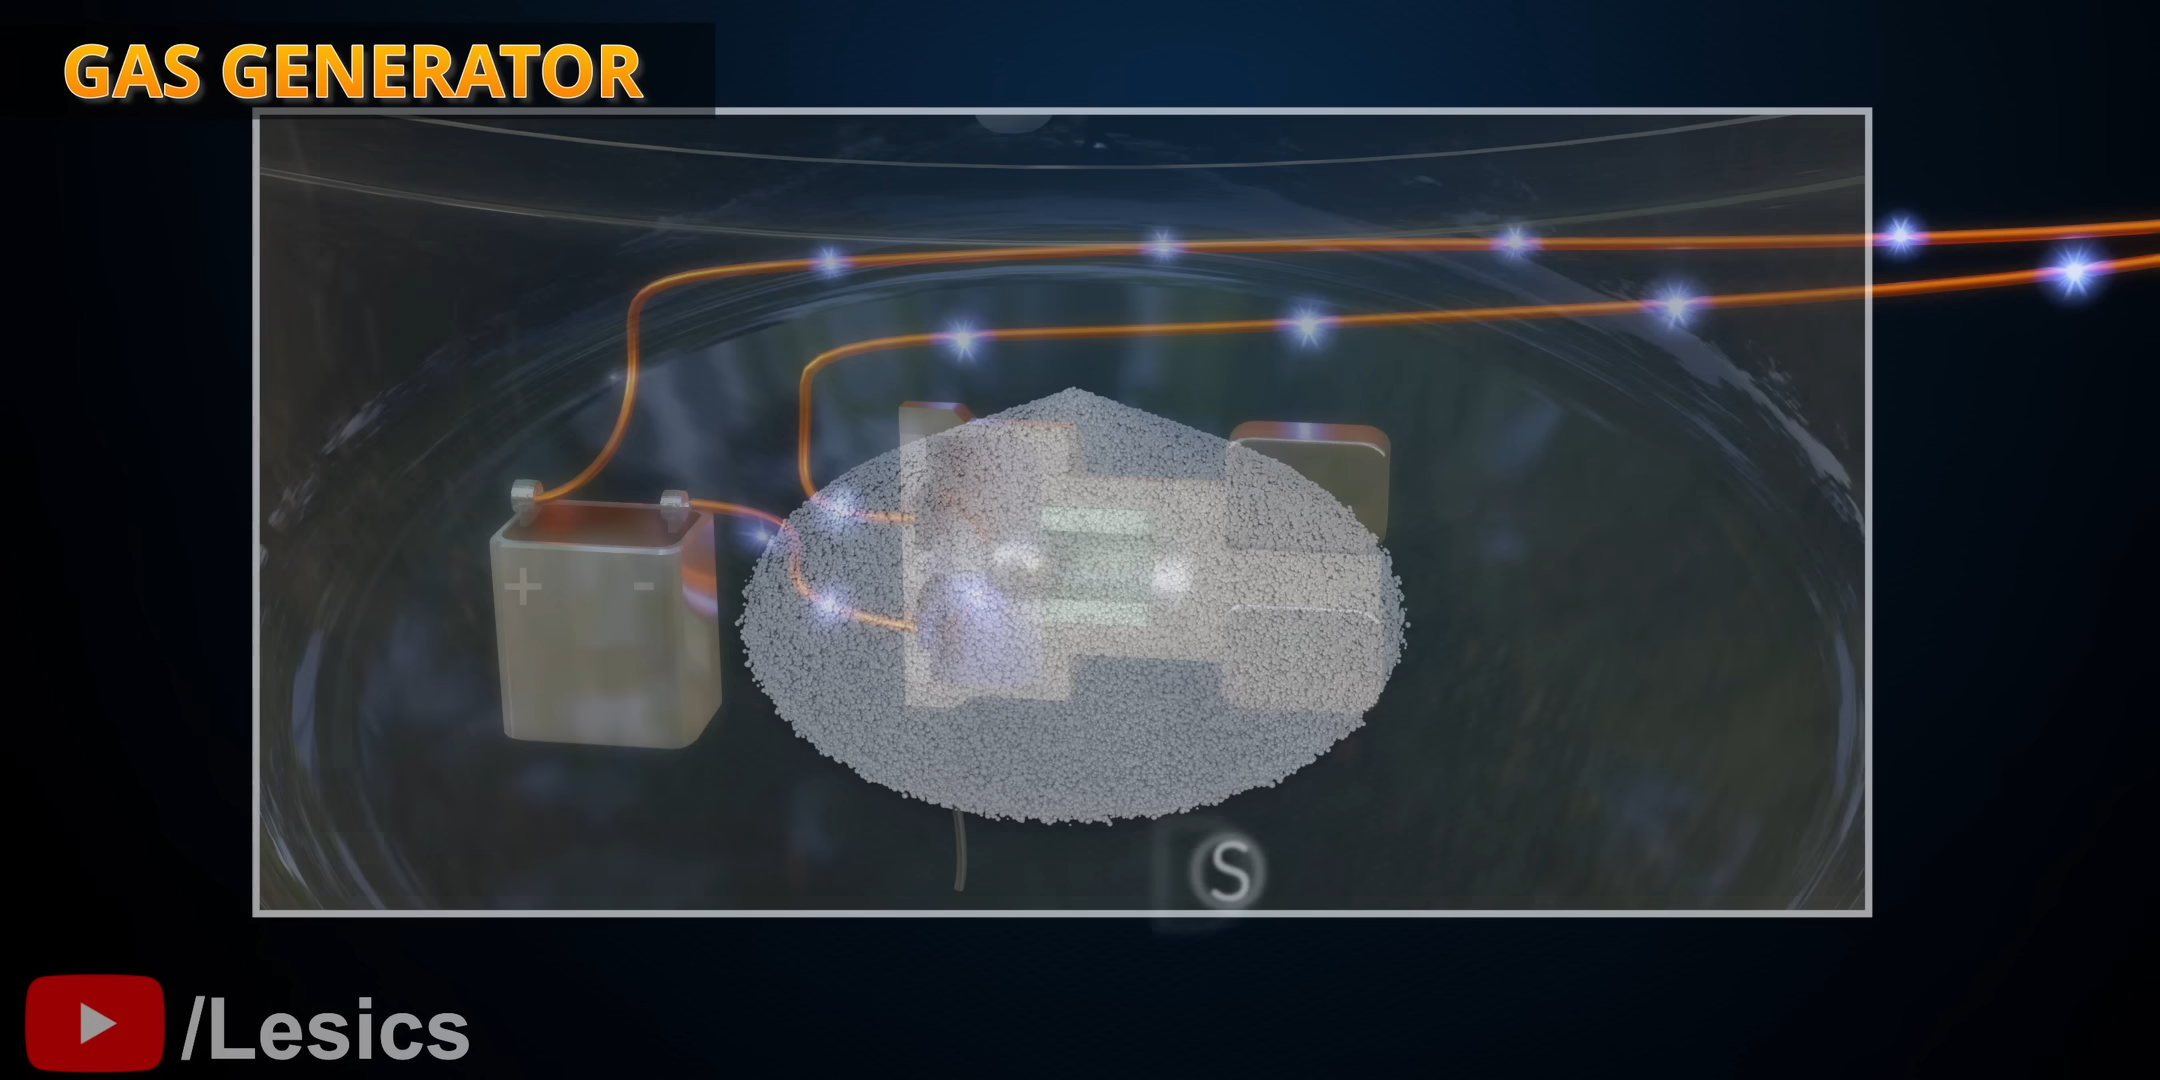 GAS GENERATOR
+ -
S
/Lesics